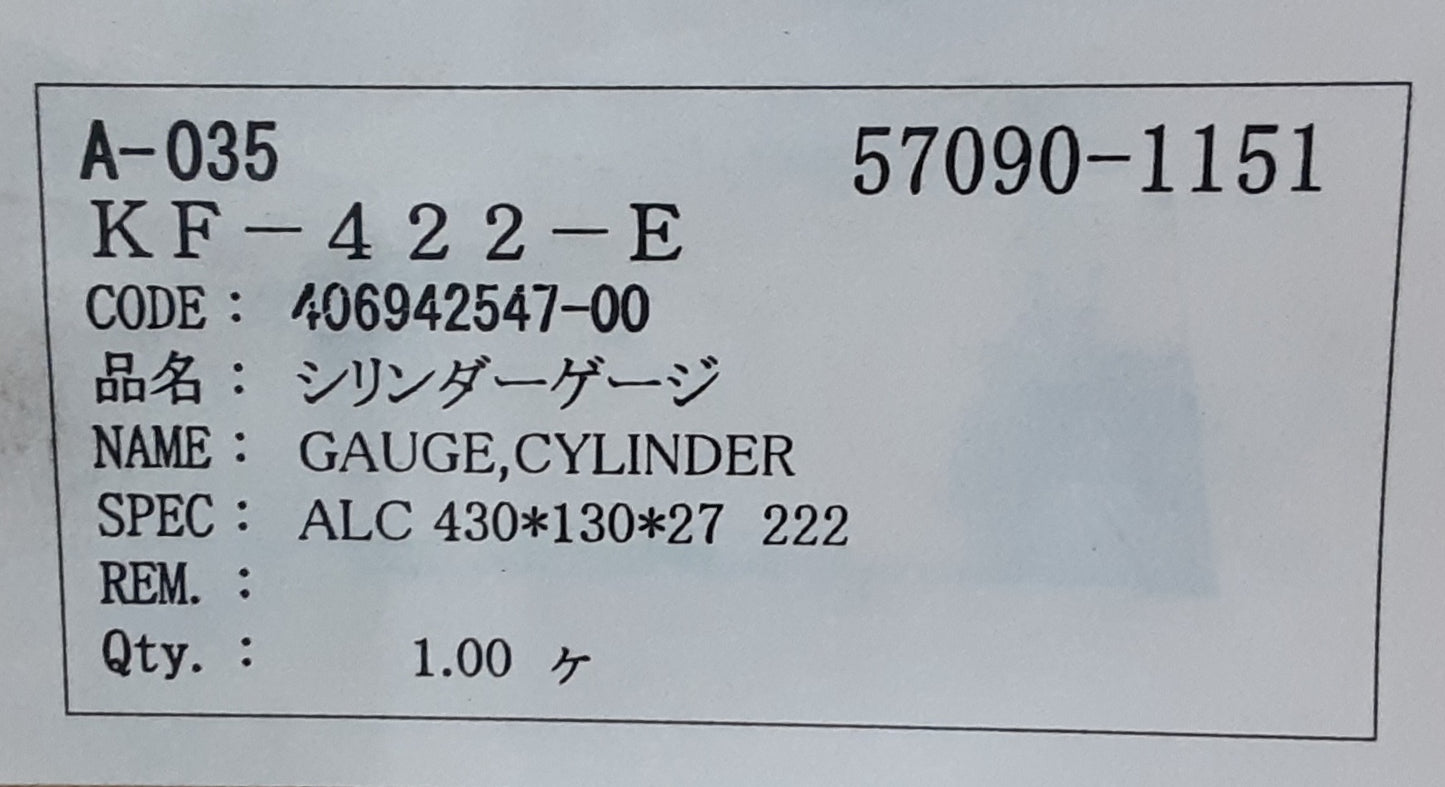 A-035 57090-1151
KF-422-E
CODE: 406942547-00
品名: シリンダーゲージ
NAME: GAUGE,CYLINDER
SPEC: ALC 430*130*27 222
REM. :
Qty. : 1.00 ヶ